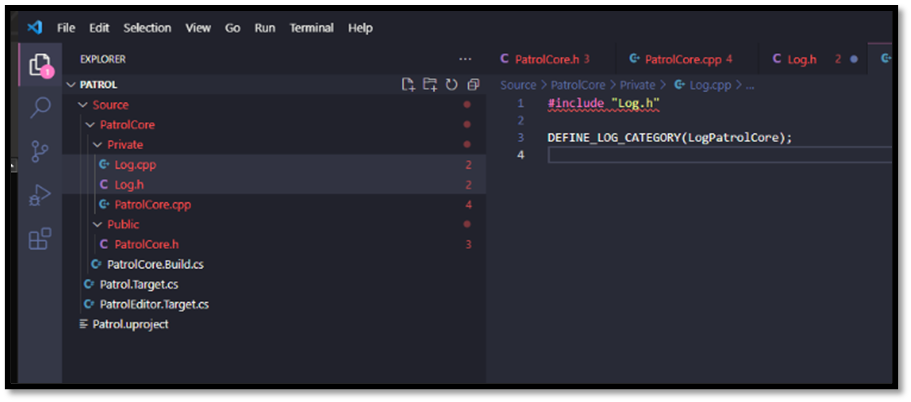 File Edit Selection View Go Run Terminal Help
EXPLORER ...
PatrolCore.h 3 PatrolCore.cpp 4 Log.h 2
PATROL
Source > PatrolCore > Private > Log.cpp > ...
Source
PatrolCore
Private
Log.cpp 2
Log.h 2
PatrolCore.cpp 4
Public
PatrolCore.h 3
PatrolCore.Build.cs
Patrol.Target.cs
PatrolEditor.Target.cs
Patrol.uproject
1 #include "Log.h"
2
3 DEFINE_LOG_CATEGORY(LogPatrolCore);
4
1